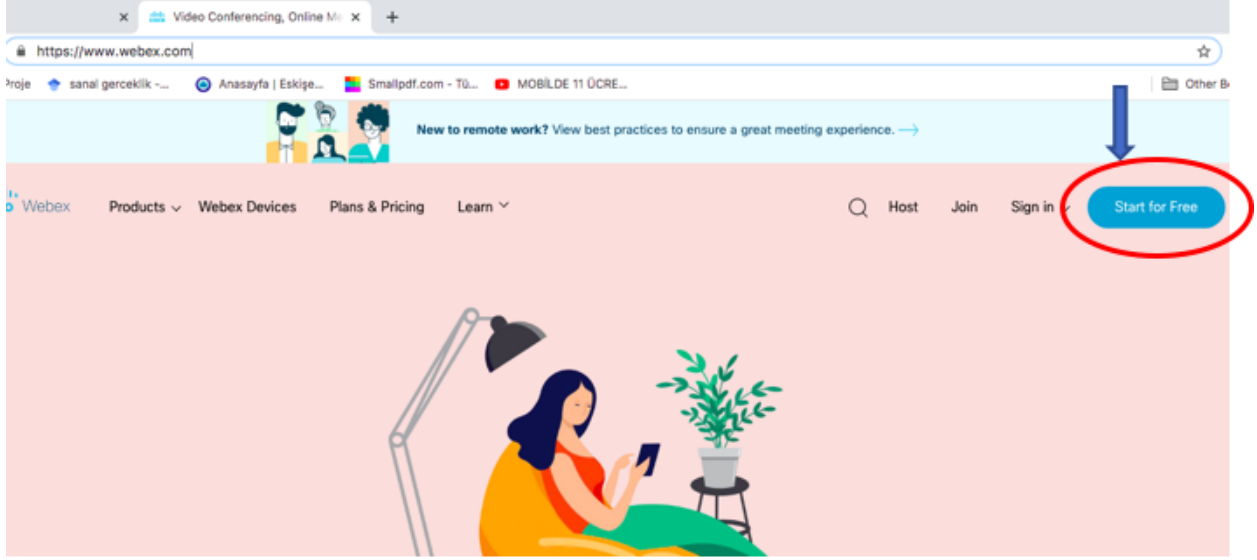 Video Conferencing, Online Me
https://www.webex.com
Proje sanal gerceklik -... Anasayfa | Eskişe... Smallpdf.com - Tü... MOBİLDE 11 ÜCRE... Other B
New to remote work? View best practices to ensure a great meeting experience. →
Webex Products Webex Devices Plans & Pricing Learn Host Join Sign in Start for Free